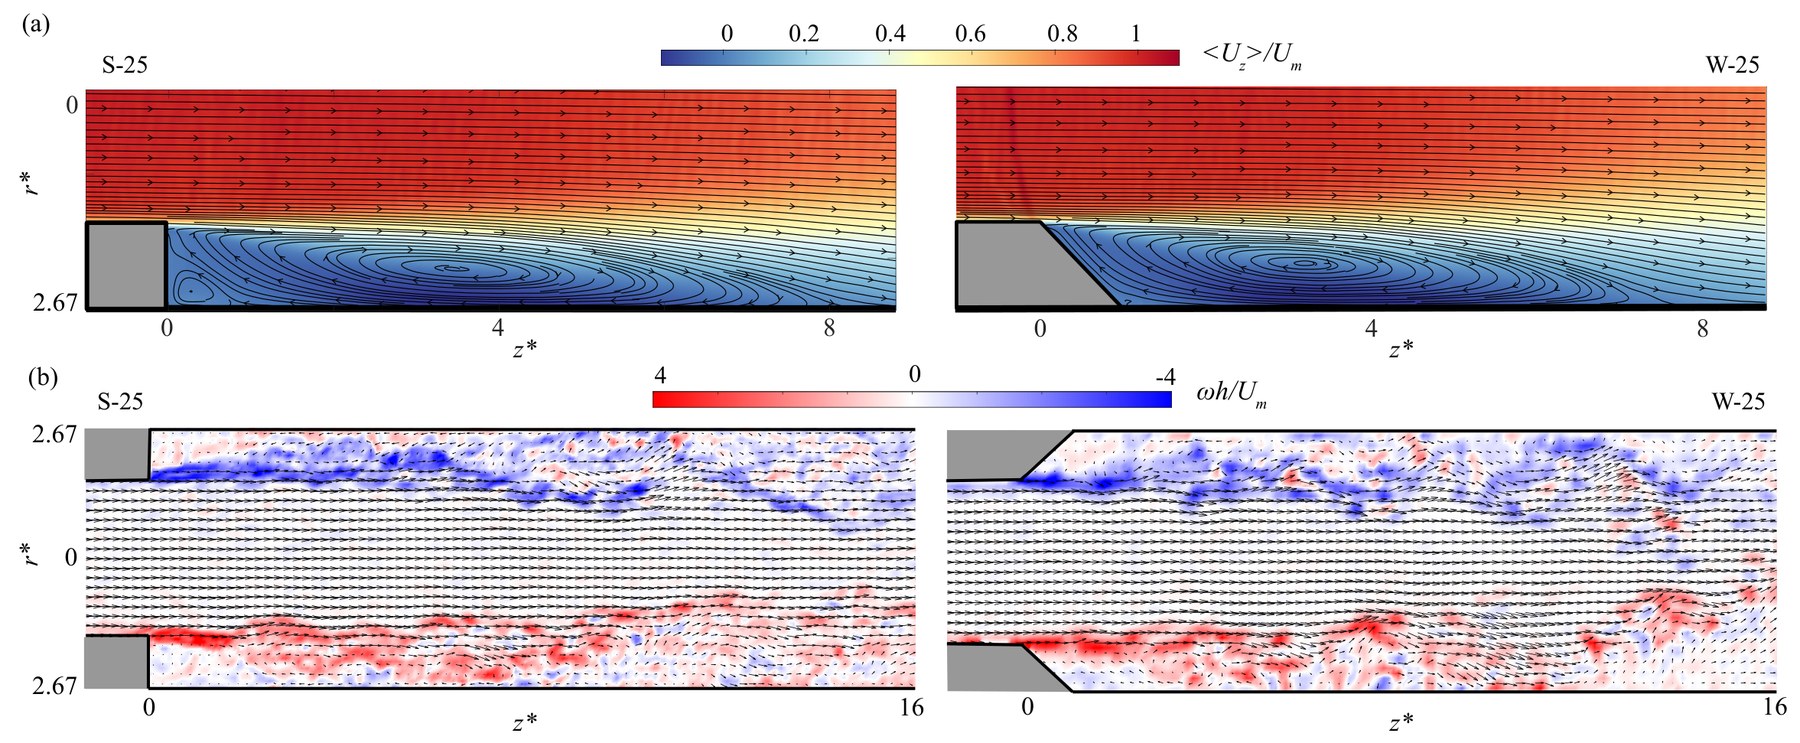 (a)
0 0.2 0.4 0.6 0.8 1
<U_z>/U_m
S-25 W-25
0
r*
2.67
0 4 8 0 4 8
z* z*
(b)
4 0 -4
ωh/U_m
S-25 W-25
2.67
r* 0
2.67
0 16 0 16
z* z*